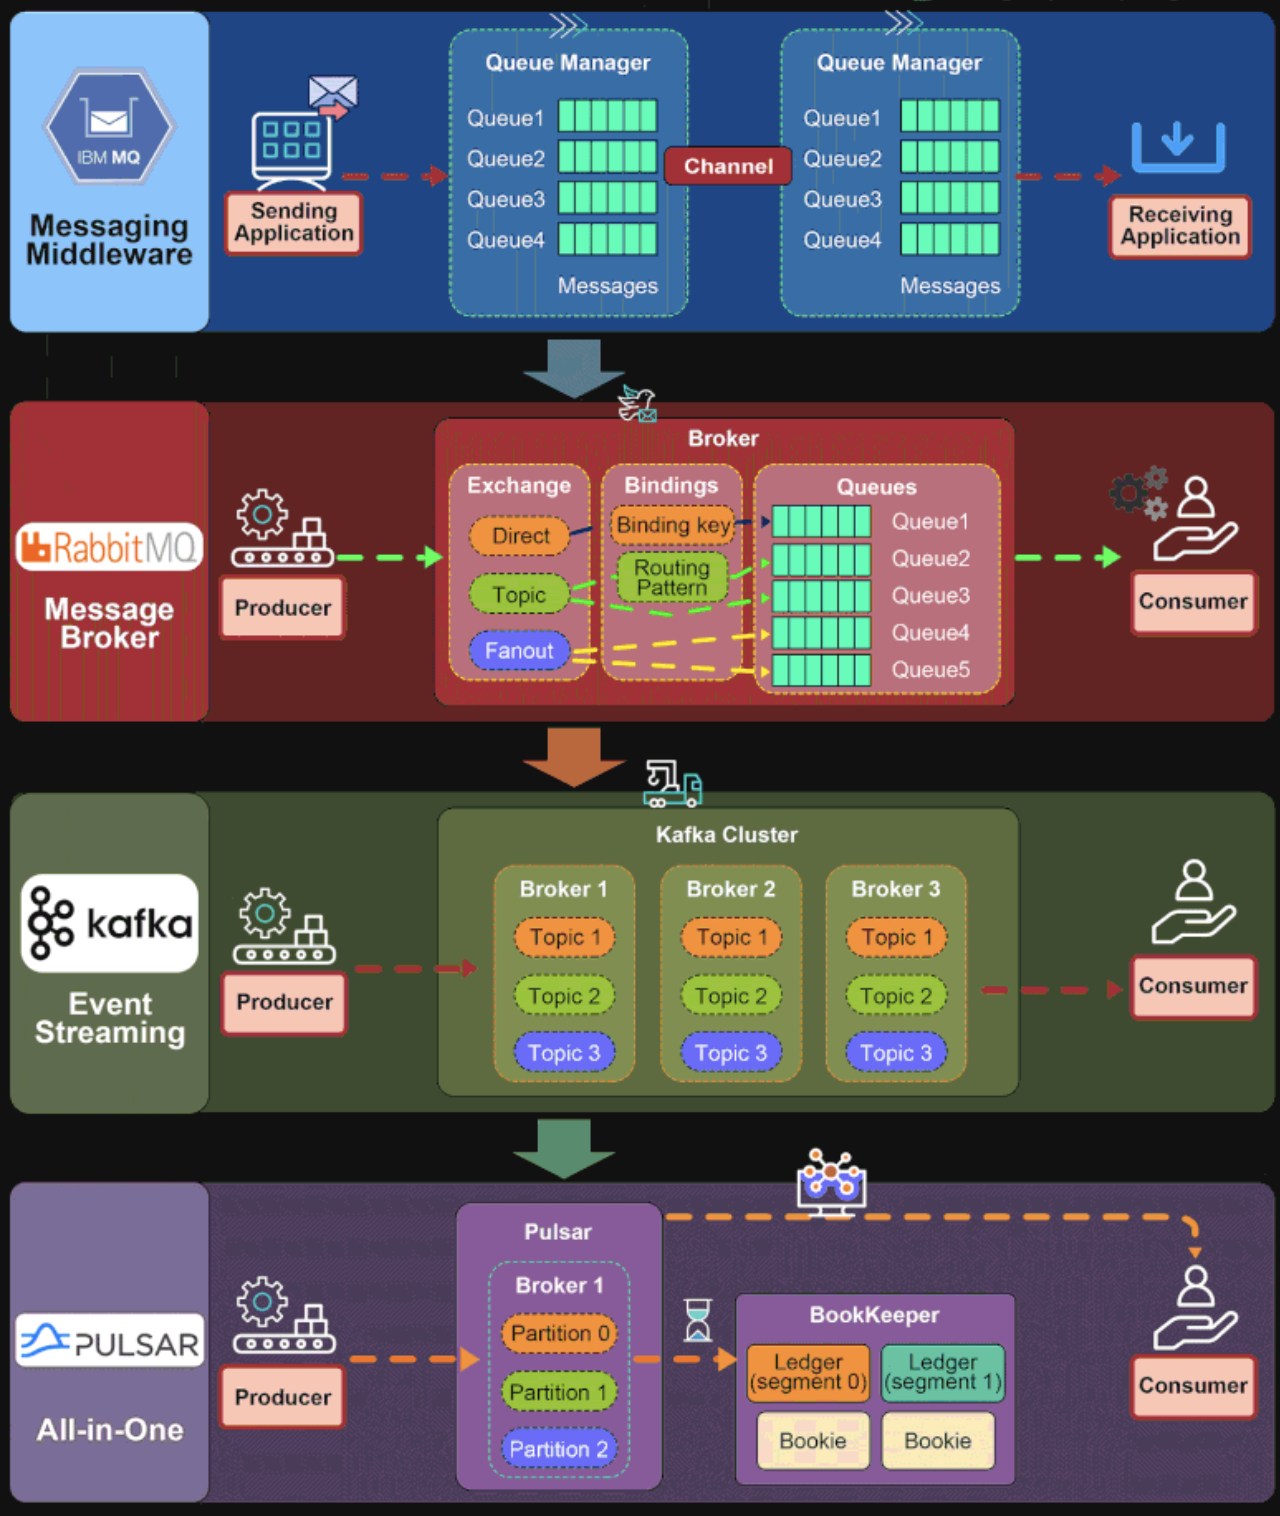 IBM MQ
Messaging
Middleware
Sending
Application
Queue Manager
Queue1
Queue2
Queue3
Queue4
Messages
Channel
Queue Manager
Queue1
Queue2
Queue3
Queue4
Messages
Receiving
Application
RabbitMQ
Message
Broker
Producer
Broker
Exchange
Direct
Topic
Fanout
Bindings
Binding key
Routing
Pattern
Queues
Queue1
Queue2
Queue3
Queue4
Queue5
Consumer
kafka
Event
Streaming
Producer
Kafka Cluster
Broker 1
Topic 1
Topic 2
Topic 3
Broker 2
Topic 1
Topic 2
Topic 3
Broker 3
Topic 1
Topic 2
Topic 3
Consumer
PULSAR
All-in-One
Producer
Pulsar
Broker 1
Partition 0
Partition 1
Partition 2
BookKeeper
Ledger
(segment 0)
Ledger
(segment 1)
Bookie
Bookie
Consumer